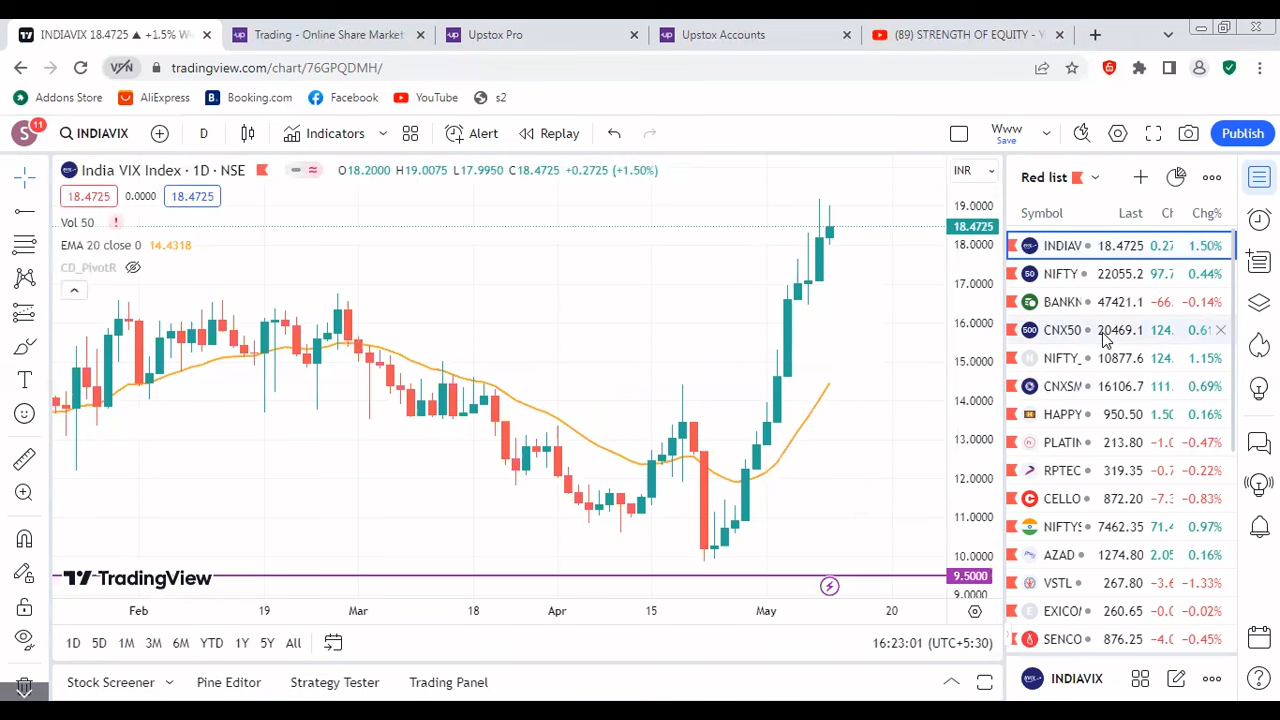 INDIAVIX 18.4725 ▲ +1.5% W
Trading - Online Share Market
Upstox Pro
Upstox Accounts
(89) STRENGTH OF EQUITY - Y
VPN
tradingview.com/chart/76GPQDMH/
Addons Store
AliExpress
Booking.com
Facebook
YouTube
s2
S
11
INDIAVIX
D
Indicators
Alert
Replay
Www
Save
Publish
India VIX Index · 1D · NSE
O18.2000 H19.0075 L17.9950 C18.4725 +0.2725 (+1.50%)
18.4725 0.0000 18.4725
Vol 50
EMA 20 close 0 14.4318
CD_PivotR
INR
19.0000
18.4725
18.0000
17.0000
16.0000
15.0000
14.0000
13.0000
12.0000
11.0000
10.0000
9.5000
9.0000
TradingView
Feb 19 Mar 18 Apr 15 May 20
1D 5D 1M 3M 6M YTD 1Y 5Y All
16:23:01 (UTC+5:30)
Stock Screener
Pine Editor
Strategy Tester
Trading Panel
Red list
Symbol Last Ch Chg%
INDIAV 18.4725 0.27 1.50%
NIFTY 22055.2 97.7 0.44%
BANKN 47421.1 -66. -0.14%
CNX50 20469.1 124. 0.61
NIFTY_ 10877.6 124. 1.15%
CNXSM 16106.7 111. 0.69%
HAPPY 950.50 1.50 0.16%
PLATIN 213.80 -1.0 -0.47%
RPTEC 319.35 -0.7 -0.22%
CELLO 872.20 -7.3 -0.83%
NIFTYS 7462.35 71.4 0.97%
AZAD 1274.80 2.05 0.16%
VSTL 267.80 -3.6 -1.33%
EXICO 260.65 -0.0 -0.02%
SENCO 876.25 -4.0 -0.45%
INDIAVIX